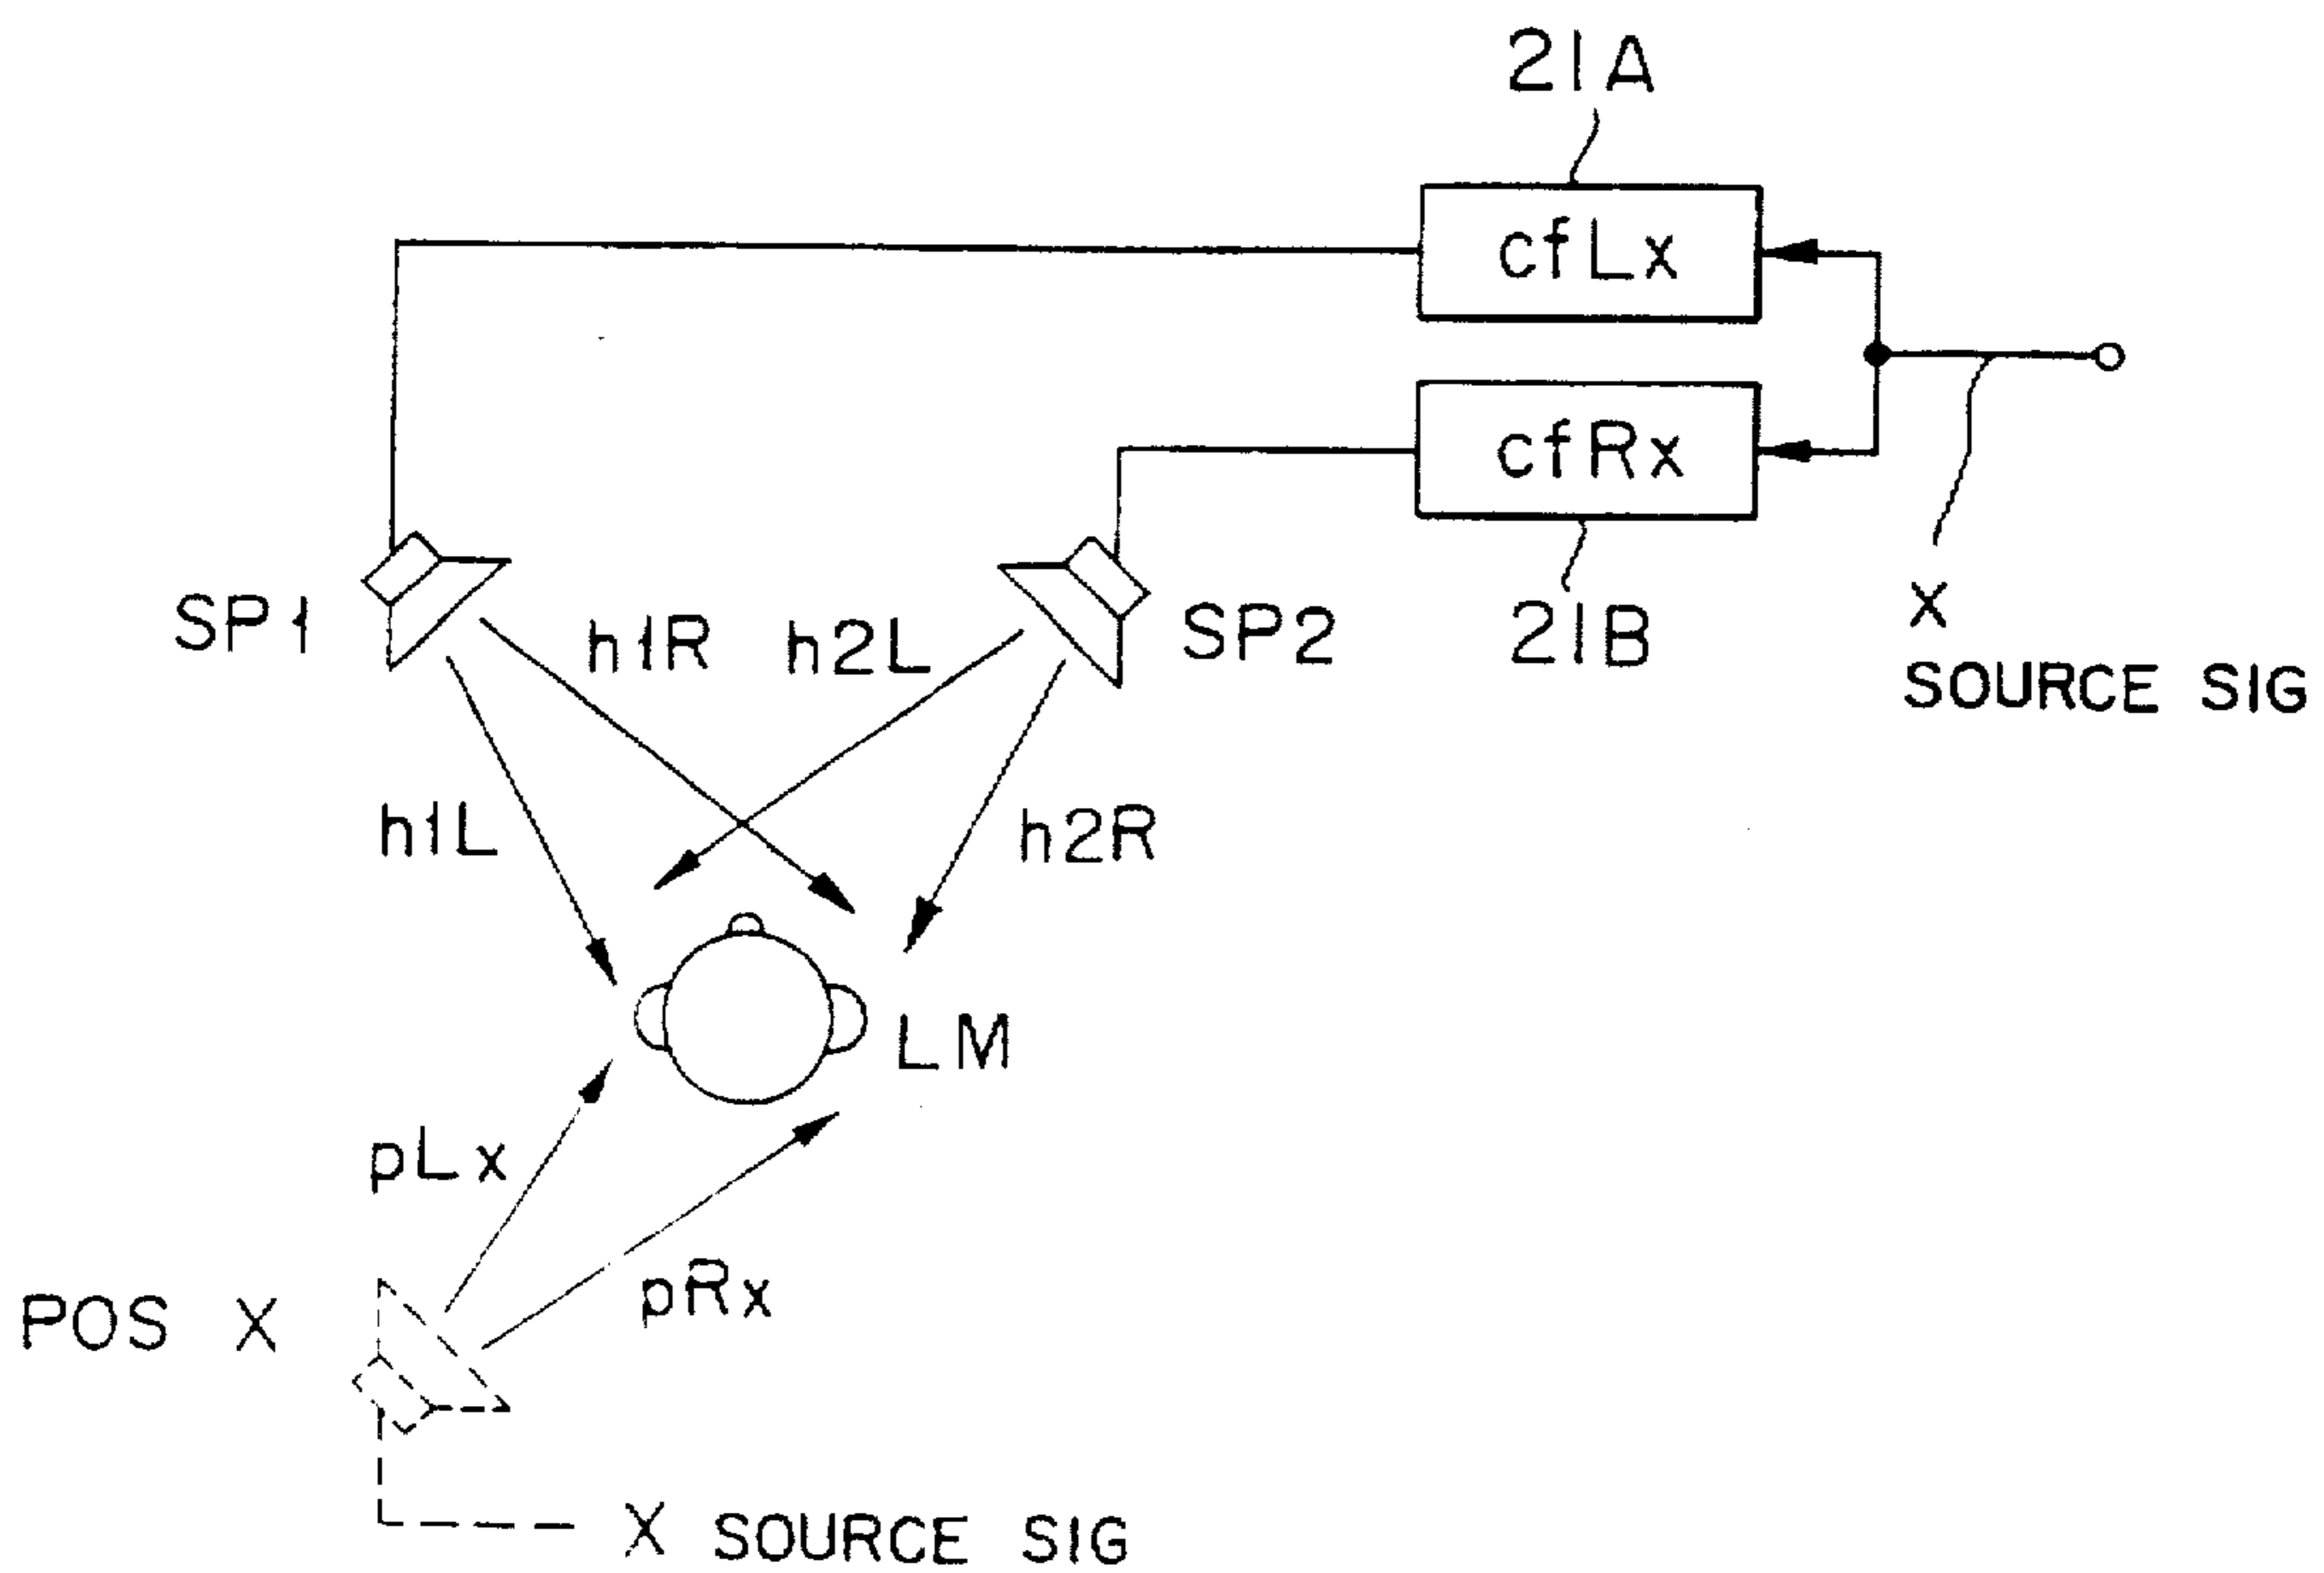 21A
cfLx
cfRx
SP1
h1R
h2L
SP2
21B
X
SOURCE SIG
h1L
h2R
LM
pLx
pRx
POS X
X SOURCE SIG